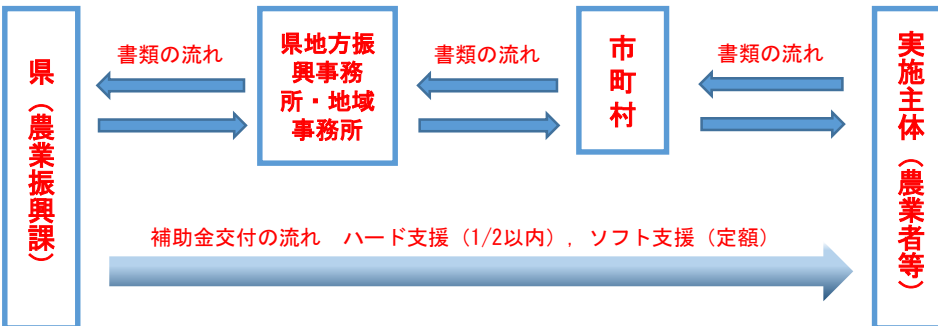 県（農業振興課）
書類の流れ
県地方振
興事務
所・地域
事務所
書類の流れ
市町村
書類の流れ
実施主体（農業者等）
補助金交付の流れ　ハード支援（1/2以内），ソフト支援（定額）